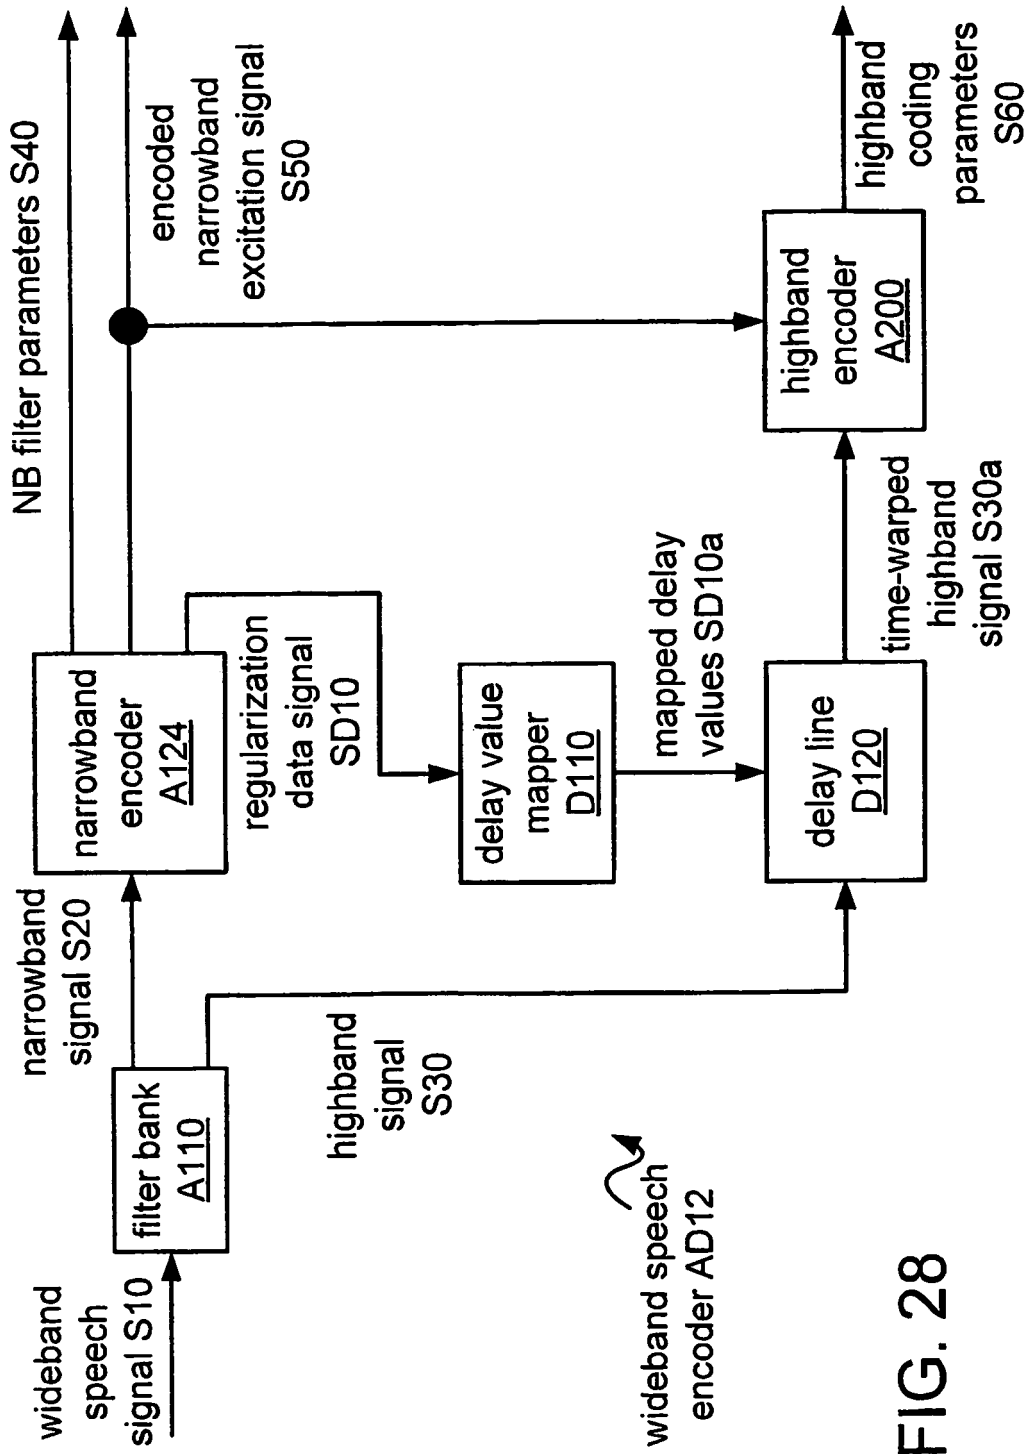 wideband
speech
signal S10
filter bank
A110
narrowband
signal S20
highband
signal
S30
narrowband
encoder
A124
NB filter parameters S40
encoded
narrowband
excitation signal
S50
regularization
data signal
SD10
delay value
mapper
D110
mapped delay
values SD10a
delay line
D120
time-warped
highband
signal S30a
highband
encoder
A200
highband
coding
parameters
S60
wideband speech
encoder AD12
FIG. 28